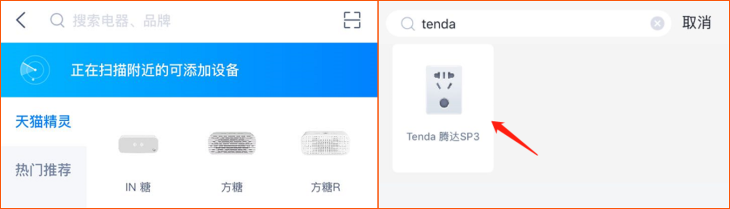 搜索电器、品牌
正在扫描附近的可添加设备
天猫精灵
热门推荐
IN 糖
方糖
方糖R
tenda
取消
Tenda 腾达SP3